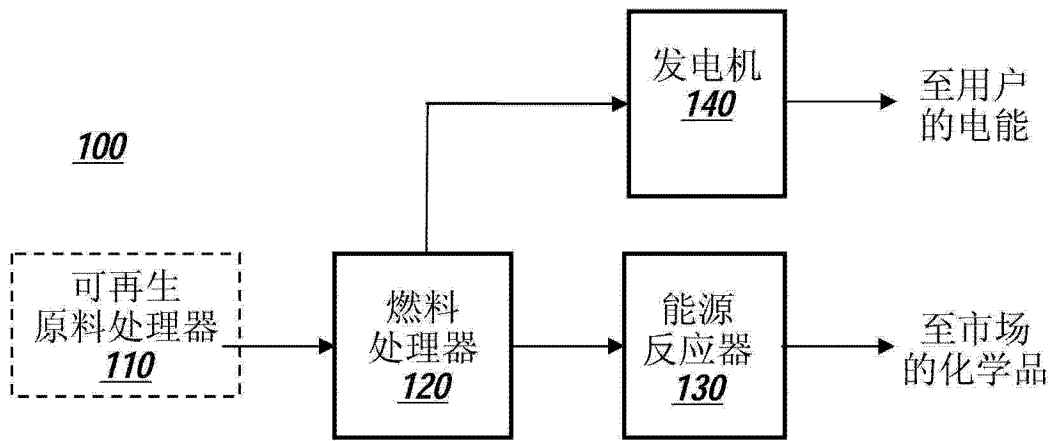 发电机
140
至用户
的电能
100
可再生
原料处理器
110
燃料
处理器
120
能源
反应器
130
至市场
的化学品